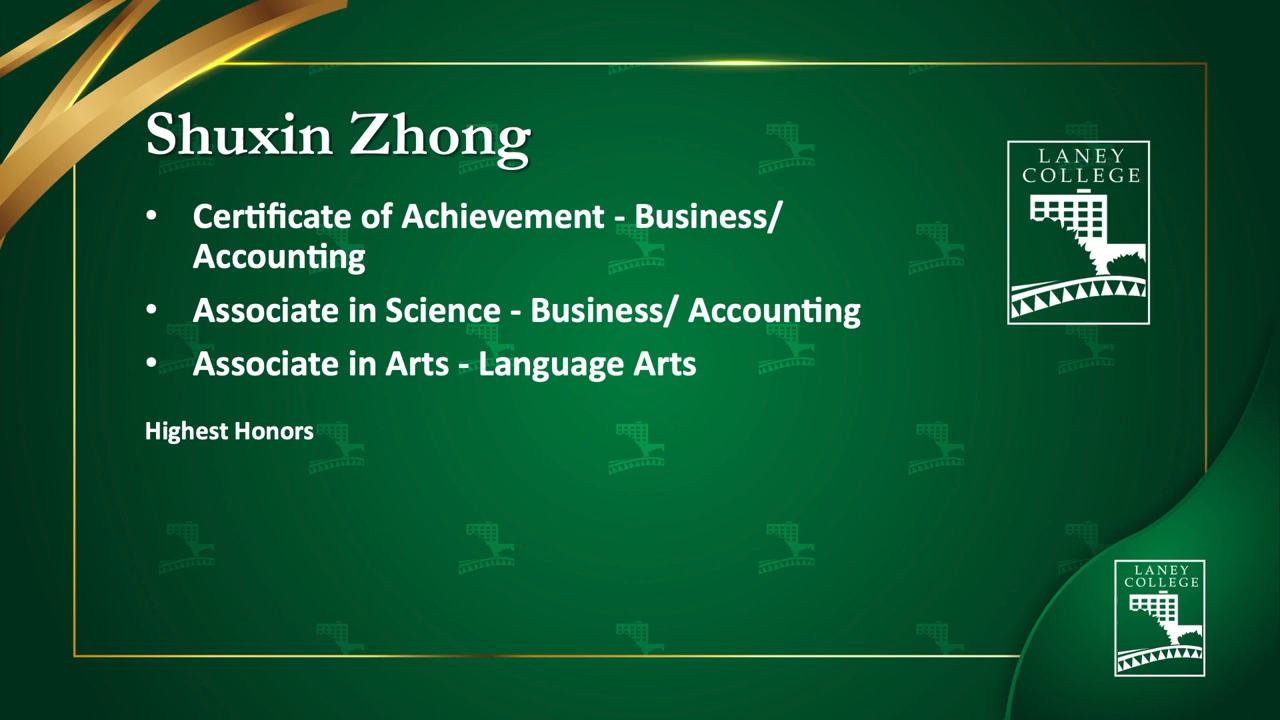 Shuxin Zhong
• Certificate of Achievement - Business/
Accounting
• Associate in Science - Business/ Accounting
• Associate in Arts - Language Arts
Highest Honors
LANEY
COLLEGE
LANEY
COLLEGE